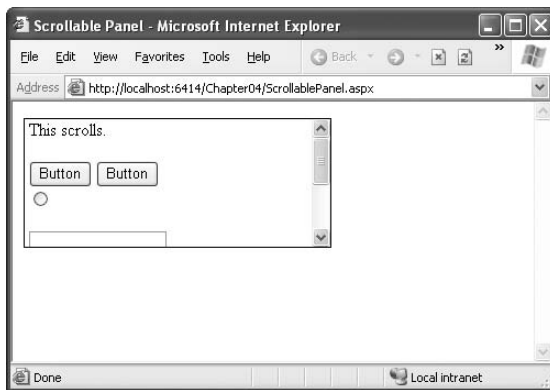 Scrollable Panel - Microsoft Internet Explorer
File Edit View Favorites Tools Help Back »
Address http://localhost:6414/Chapter04/ScrollablePanel.aspx
This scrolls.
Button Button
Done Local intranet